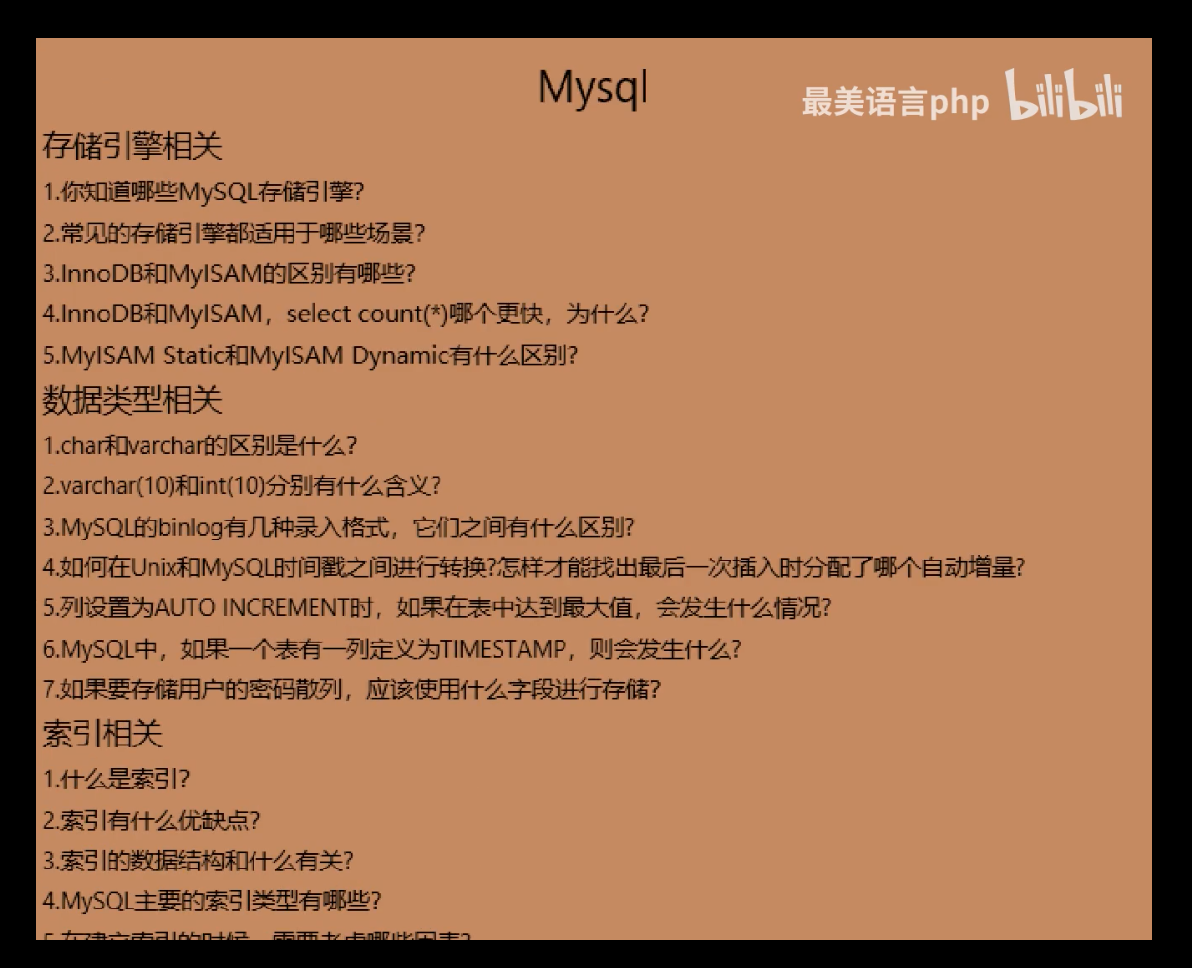 Mysql
最美语言php bilibili
存储引擎相关
1.你知道哪些MySQL存储引擎?
2.常见的存储引擎都适用于哪些场景?
3.InnoDB和MyISAM的区别有哪些?
4.InnoDB和MyISAM，select count(*)哪个更快，为什么?
5.MyISAM Static和MyISAM Dynamic有什么区别?
数据类型相关
1.char和varchar的区别是什么?
2.varchar(10)和int(10)分别有什么含义?
3.MySQL的binlog有几种录入格式，它们之间有什么区别?
4.如何在Unix和MySQL时间戳之间进行转换?怎样才能找出最后一次插入时分配了哪个自动增量?
5.列设置为AUTO INCREMENT时，如果在表中达到最大值，会发生什么情况?
6.MySQL中，如果一个表有一列定义为TIMESTAMP，则会发生什么?
7.如果要存储用户的密码散列，应该使用什么字段进行存储?
索引相关
1.什么是索引?
2.索引有什么优缺点?
3.索引的数据结构和什么有关?
4.MySQL主要的索引类型有哪些?